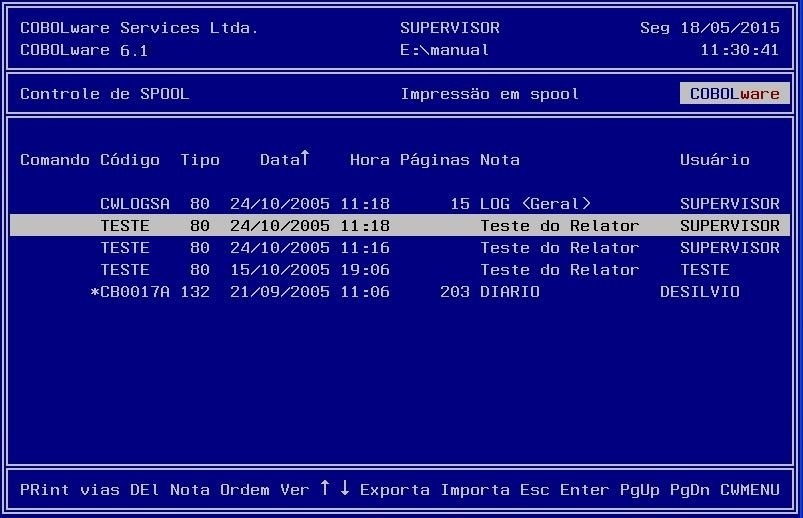 COBOLware Services Ltda. SUPERVISOR Seg 18/05/2015
COBOLware 6.1 E:\manual 11:30:41
Controle de SPOOL Impressäo em spool COBOLware
Comando Código Tipo Data↑ Hora Páginas Nota Usuário
CWLOGSA 80 24/10/2005 11:18 15 LOG <Geral> SUPERVISOR
TESTE 80 24/10/2005 11:18 Teste do Relator SUPERVISOR
TESTE 80 24/10/2005 11:16 Teste do Relator SUPERVISOR
TESTE 80 15/10/2005 19:06 Teste do Relator TESTE
*CB0017A 132 21/09/2005 11:06 203 DIARIO DESILVIO
PRint vias DEl Nota Ordem Ver ↑ ↓ Exporta Importa Esc Enter PgUp PgDn CWMENU